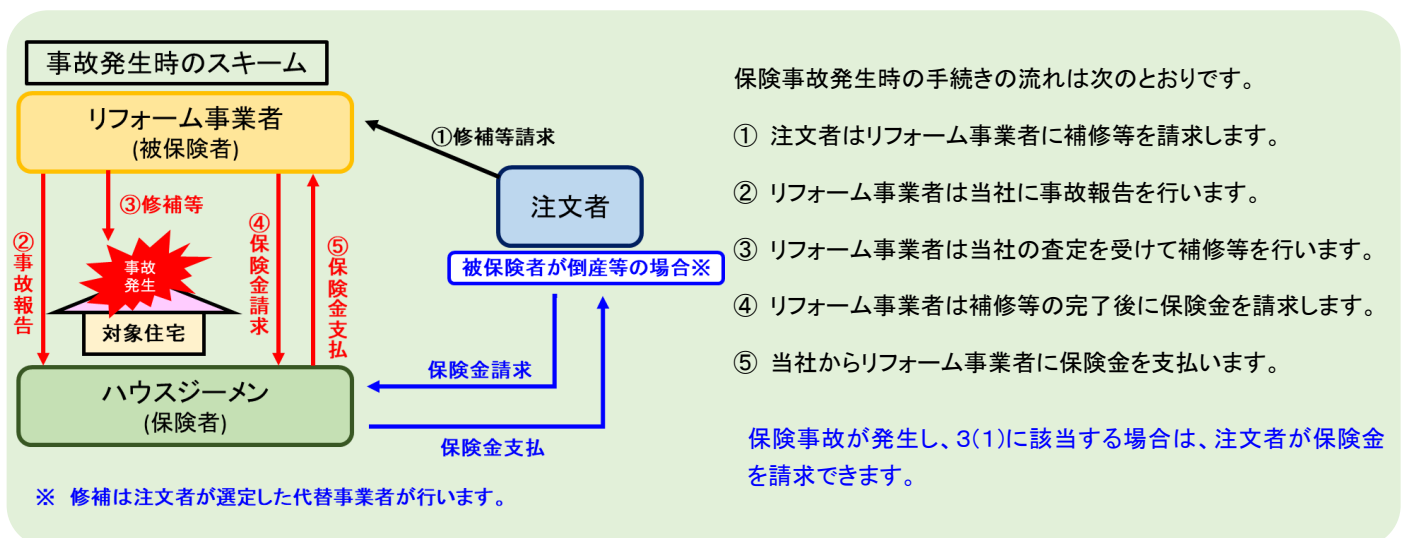 事故発生時のスキーム
リフォーム事業者
(被保険者)
①修補等請求
注文者
③修補等
②事故報告
④保険金請求
⑤保険金支払
事故
発生
対象住宅
被保険者が倒産等の場合※
保険金請求
保険金支払
ハウスジーメン
(保険者)
※ 修補は注文者が選定した代替事業者が行います。
保険事故発生時の手続きの流れは次のとおりです。
① 注文者はリフォーム事業者に補修等を請求します。
② リフォーム事業者は当社に事故報告を行います。
③ リフォーム事業者は当社の査定を受けて補修等を行います。
④ リフォーム事業者は補修等の完了後に保険金を請求します。
⑤ 当社からリフォーム事業者に保険金を支払います。
保険事故が発生し、3(1)に該当する場合は、注文者が保険金
を請求できます。